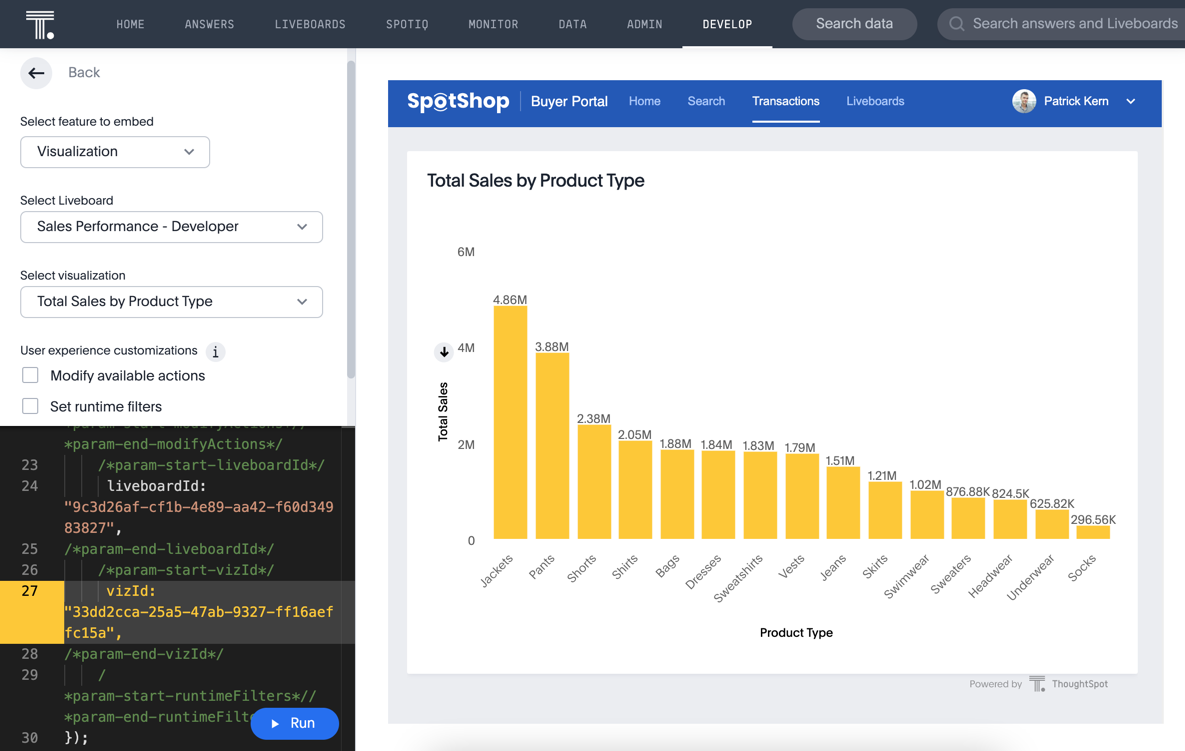 HOME ANSWERS LIVEBOARDS SPOTIQ MONITOR DATA ADMIN DEVELOP Search data Search answers and Liveboards
Back
Select feature to embed
Visualization
Select Liveboard
Sales Performance - Developer
Select visualization
Total Sales by Product Type
User experience customizations i
Modify available actions
Set runtime filters
*param-end-modifyActions*/
23 /*param-start-liveboardId*/
24 liveboardId:
"9c3d26af-cf1b-4e89-aa42-f60d349
83827",
25 /*param-end-liveboardId*/
26 /*param-start-vizId*/
27 vizId:
"33dd2cca-25a5-47ab-9327-ff16aef
fc15a",
28 /*param-end-vizId*/
29 /
*param-start-runtimeFilters*//
*param-end-runtimeFilte
Run
30 });
SpotShop Buyer Portal Home Search Transactions Liveboards Patrick Kern
Total Sales by Product Type
6M
4M
2M
0
Total Sales
4.86M
3.88M
2.38M
2.05M
1.88M
1.84M
1.83M
1.79M
1.51M
1.21M
1.02M
876.88K
824.5K
625.82K
296.56K
Jackets
Pants
Shorts
Shirts
Bags
Dresses
Sweatshirts
Vests
Jeans
Skirts
Swimwear
Sweaters
Headwear
Underwear
Socks
Product Type
Powered by ThoughtSpot